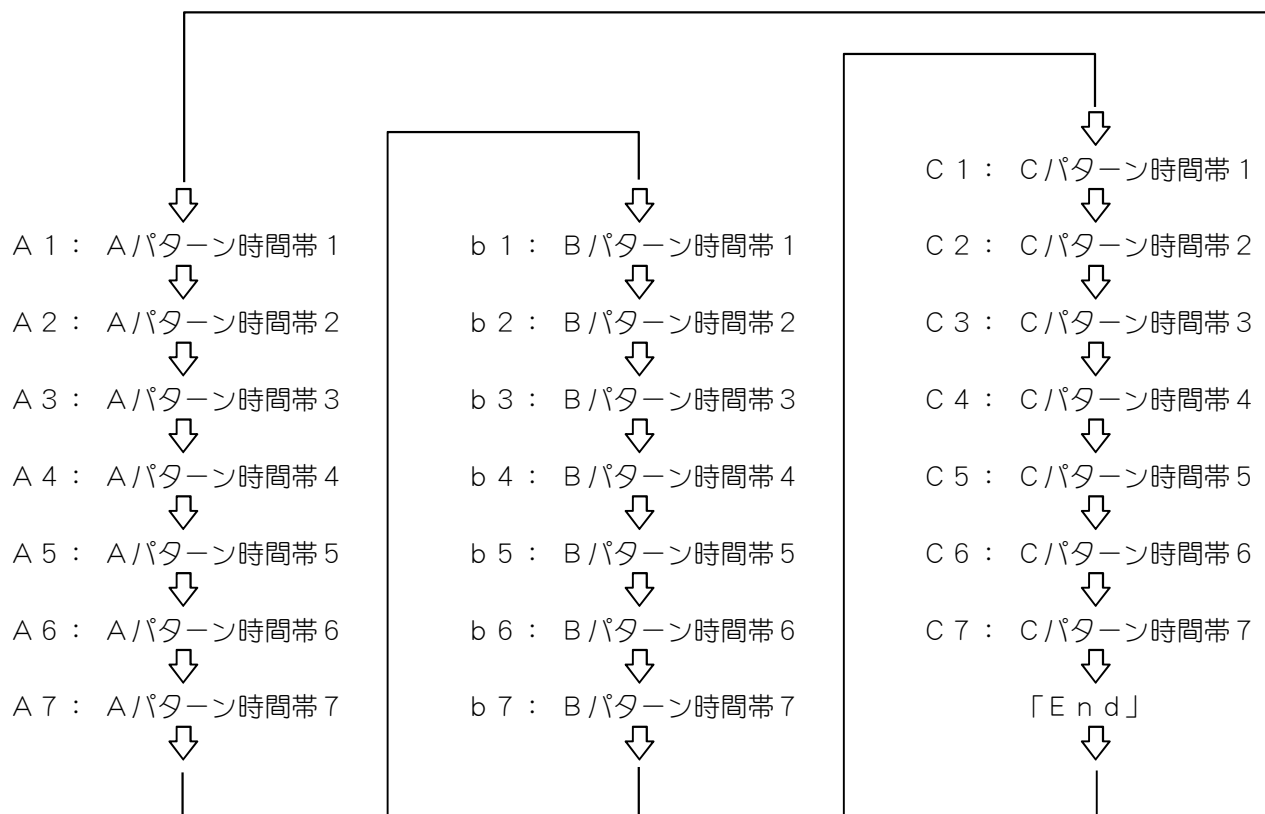 A1: Aパターン時間帯1
A2: Aパターン時間帯2
A3: Aパターン時間帯3
A4: Aパターン時間帯4
A5: Aパターン時間帯5
A6: Aパターン時間帯6
A7: Aパターン時間帯7
b1: Bパターン時間帯1
b2: Bパターン時間帯2
b3: Bパターン時間帯3
b4: Bパターン時間帯4
b5: Bパターン時間帯5
b6: Bパターン時間帯6
b7: Bパターン時間帯7
C1: Cパターン時間帯1
C2: Cパターン時間帯2
C3: Cパターン時間帯3
C4: Cパターン時間帯4
C5: Cパターン時間帯5
C6: Cパターン時間帯6
C7: Cパターン時間帯7
「End」